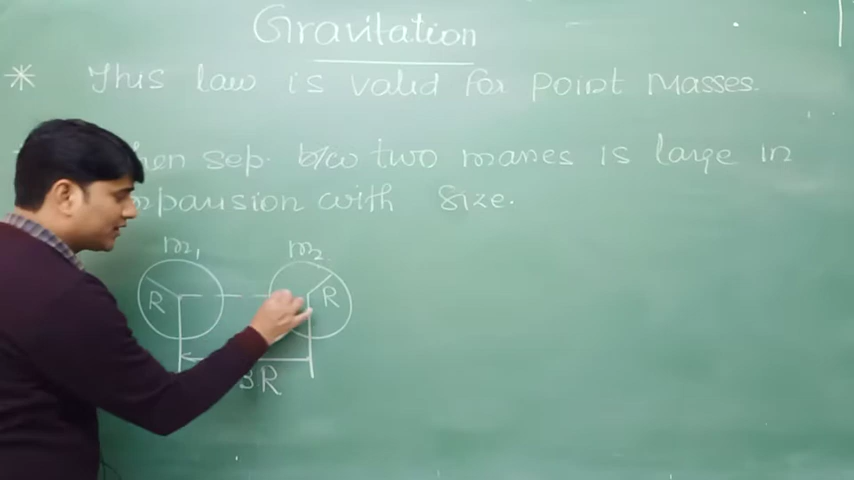 Gravitation
* This law is valid for point Masses.
sep. b/w two masses is large in
with size.
m₁ m₂
R R
3R